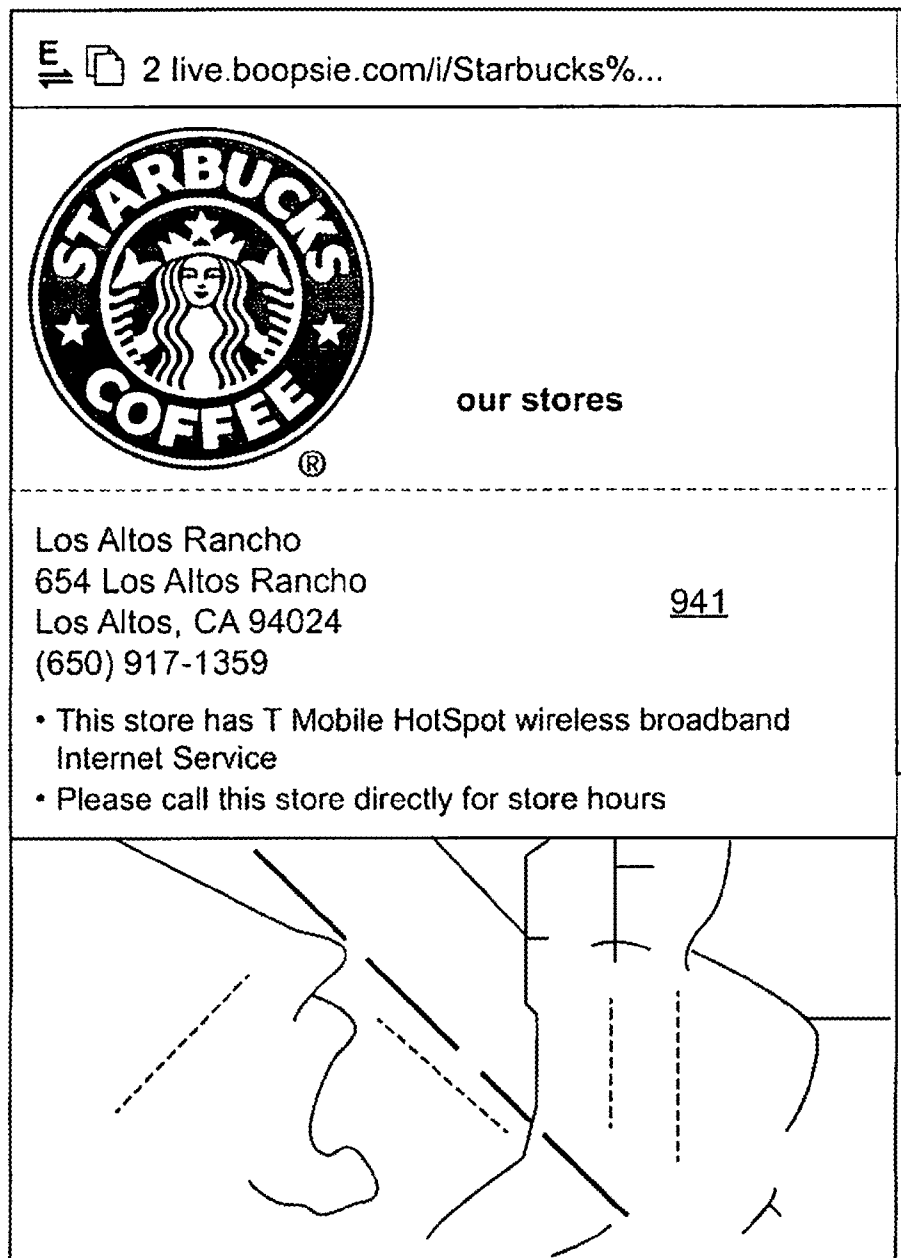 E 2 live.boopsie.com/i/Starbucks%...
STARBUCKS
COFFEE
®
our stores
Los Altos Rancho
654 Los Altos Rancho
Los Altos, CA 94024
(650) 917-1359
941
• This store has T Mobile HotSpot wireless broadband
Internet Service
• Please call this store directly for store hours